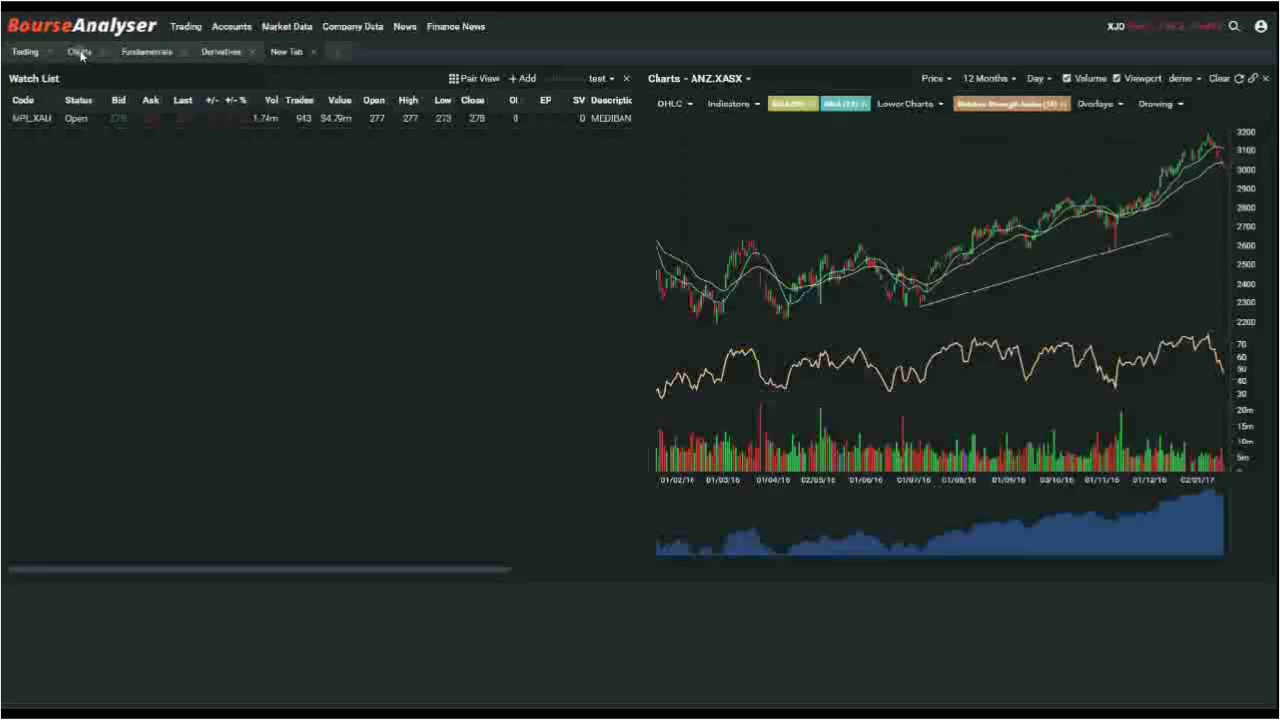 BourseAnalyser Trading Accounts Market Data Company Data News Finance News XJO
Trading Charts Fundamentals Derivatives New Tab
Watch List Pair View + Add test
Code Status Bid Ask Last +/- +/- % Vol Trades Value Open High Low Close OI EP SV Descriptic
MPL.XAU Open 1.74m 943 $4.79m 277 277 273 276 0 0 MEDIBAN
Charts - ANZ.XASX Price 12 Months Day Volume Viewport demo Clear
OHLC Indicators Lower Charts Relative Strength Index Overlays Drawing
3200
3100
3000
2900
2800
2700
2600
2500
2400
2300
2200
70
60
50
40
30
20m
15m
10m
5m
01/02/16 01/03/16 01/04/16 02/05/16 01/06/16 01/07/16 01/08/16 01/09/16 03/10/16 01/11/16 01/12/16 02/01/17